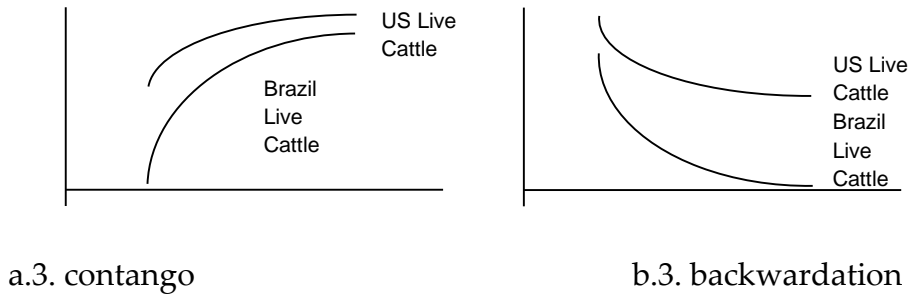 US Live
Cattle
Brazil
Live
Cattle
US Live
Cattle
Brazil
Live
Cattle
a.3. contango
b.3. backwardation